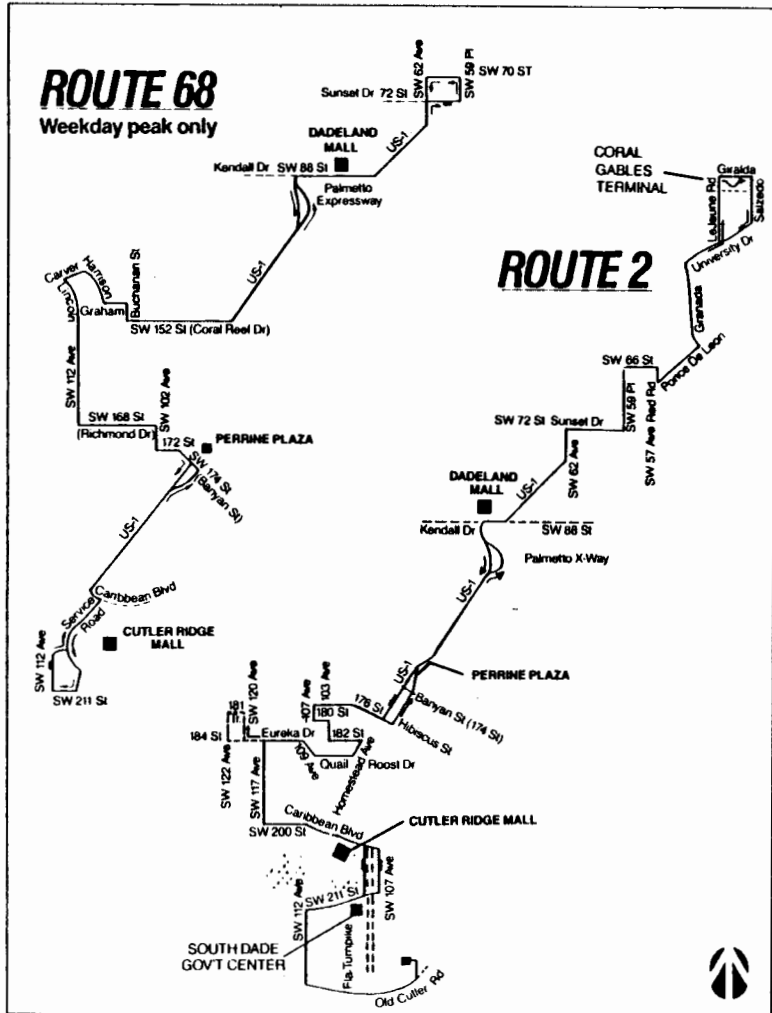 ROUTE 68
Weekday peak only
SW 62 Ave
SW 59 Pl
SW 70 ST
Sunset Dr 72 St
US-1
DADELAND
MALL
Kendall Dr
SW 88 St
Palmetto
Expressway
US-1
Carver
Harrison
Lincoln
Graham
Buchanan St
SW 152 St (Coral Reef Dr)
SW 112 Ave
SW 168 St
(Richmond Dr)
SW 102 Ave
172 St
PERRINE PLAZA
SW 174 St
(Banyan St)
US-1
Caribbean Blvd
Service
Road
CUTLER RIDGE
MALL
SW 112 Ave
SW 211 St
ROUTE 2
CORAL
GABLES
TERMINAL
Giralda
LeJeune Rd
Salzedo
University Dr
Granada
Ponce De Leon
SW 66 St
SW 59 Pl
SW 57 Ave Red Rd
SW 72 St Sunset Dr
SW 62 Ave
US-1
DADELAND
MALL
Kendall Dr
SW 88 St
Palmetto X-Way
US-1
PERRINE PLAZA
US-1
Banyan St (174 St)
Hibiscus St
176 St
103 Ave
107 Ave
180 St
182 St
SW 120 Ave
181
184 St
Eureka Dr
109 Ave
Quail Roost Dr
Homestead Ave
SW 122 Ave
SW 117 Ave
Caribbean Blvd
SW 200 St
CUTLER RIDGE MALL
SW 107 Ave
SW 211 St
SW 112 Ave
SOUTH DADE
GOV'T CENTER
Fla-Turnpike
Old Cutler Rd